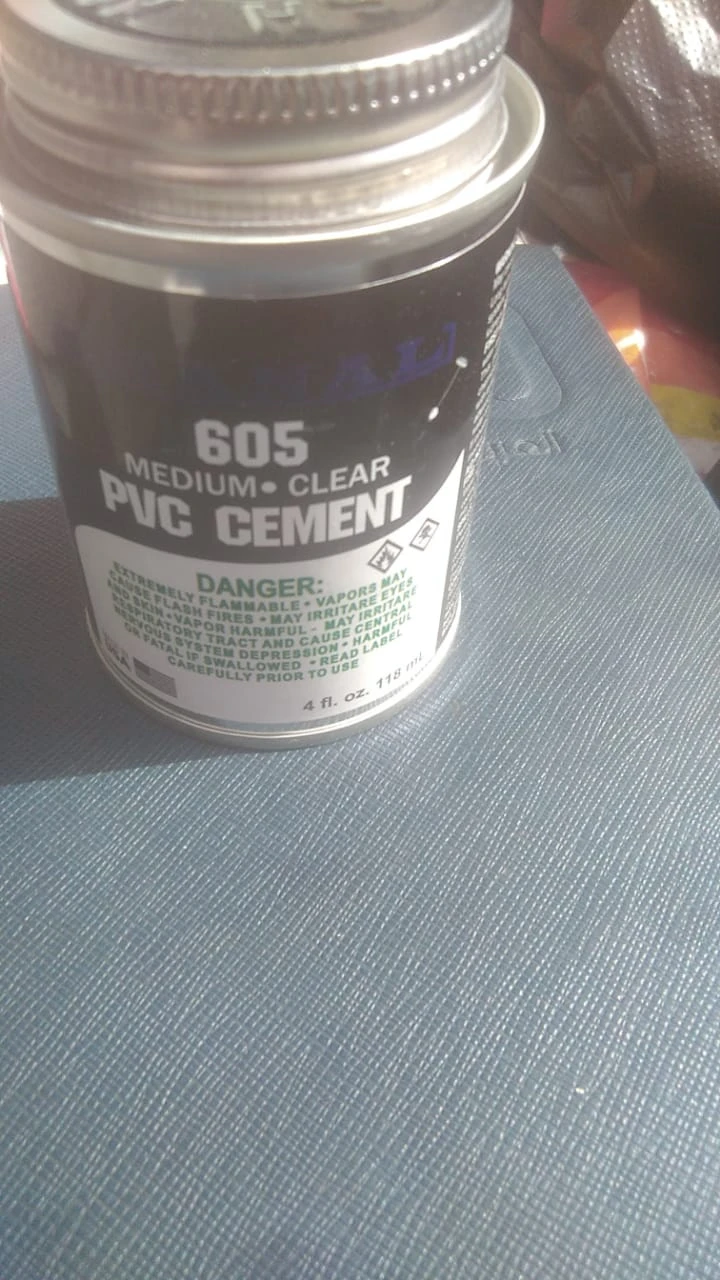 605
MEDIUM • CLEAR
PVC CEMENT
DANGER:
EXTREMELY FLAMMABLE • VAPORS MAY
CAUSE FLASH FIRES • MAY IRRITATE EYES
AND SKIN • VAPOR HARMFUL - MAY IRRITATE
RESPIRATORY TRACT AND CAUSE CENTRAL
NERVOUS SYSTEM DEPRESSION • HARMFUL
OR FATAL IF SWALLOWED • READ LABEL
CAREFULLY PRIOR TO USE
USA
4 fl. oz. 118 mL